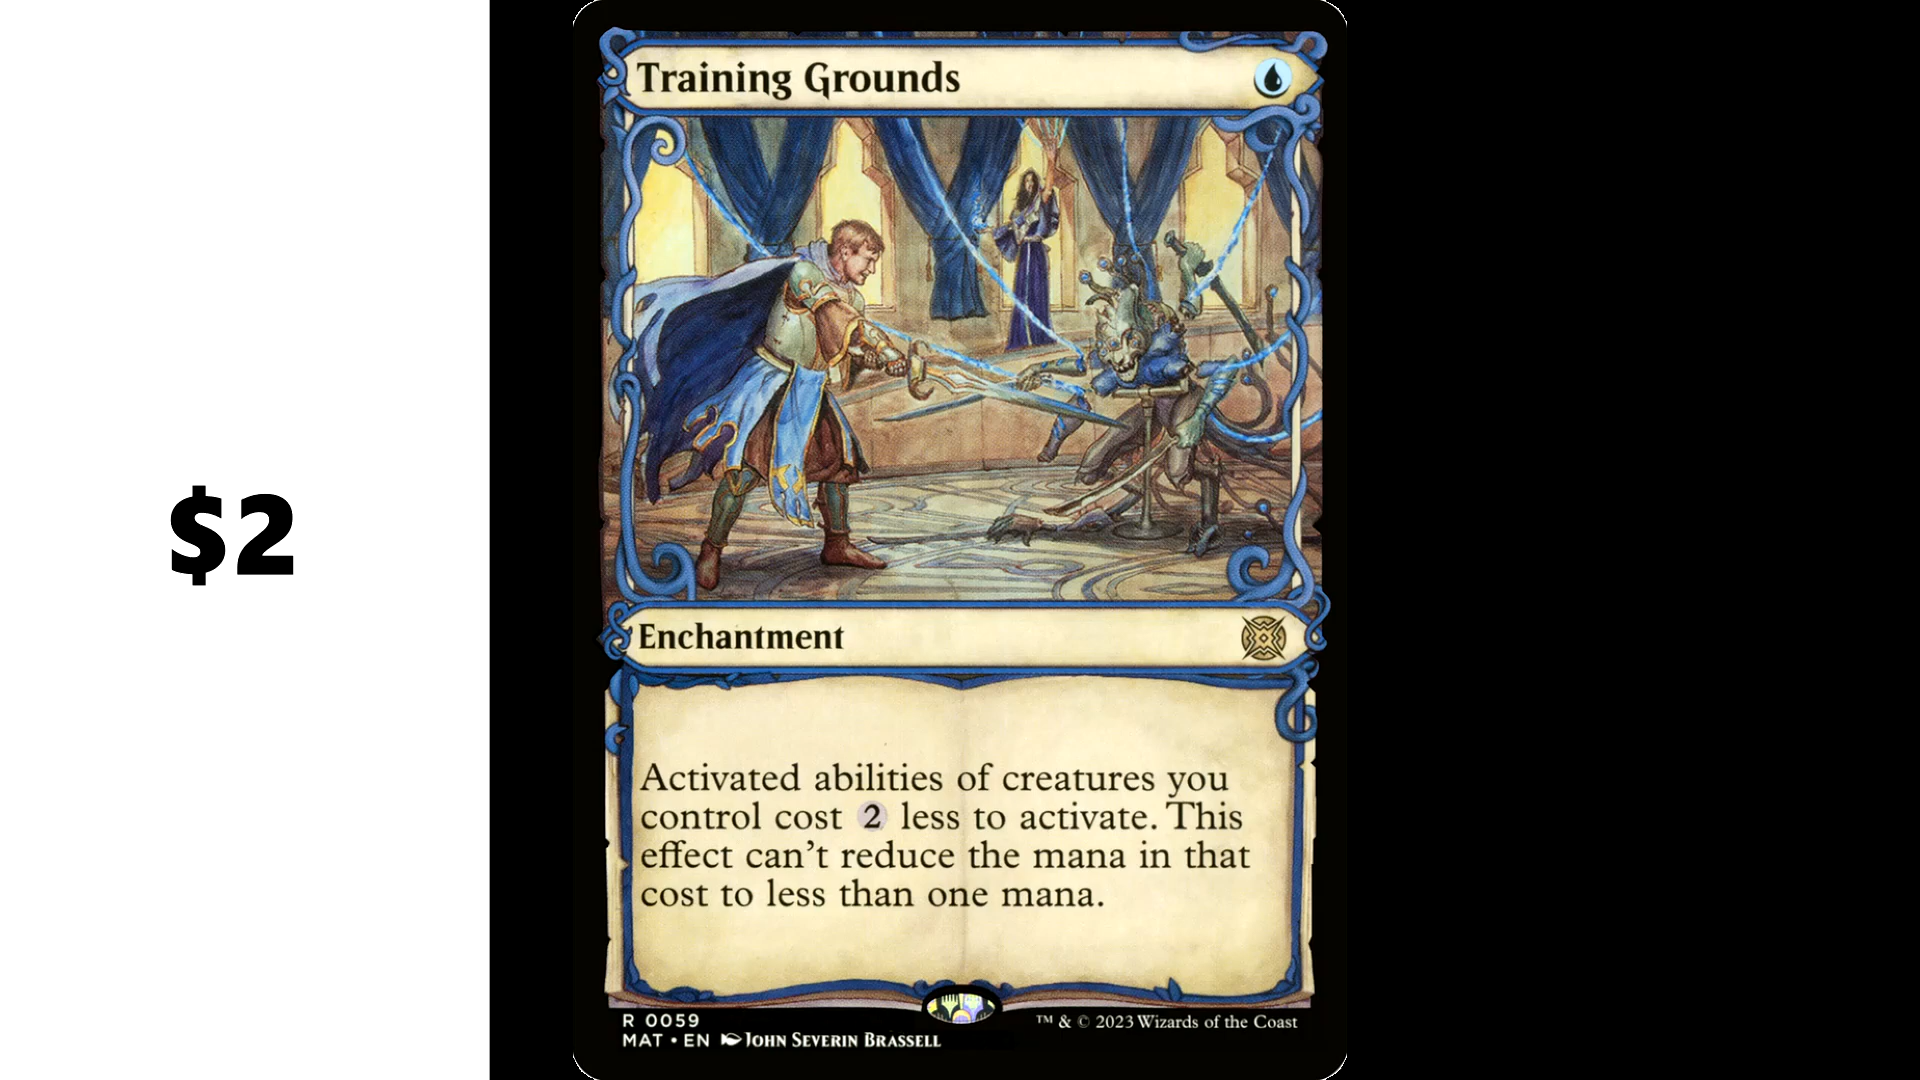 $2
Training Grounds
Enchantment
Activated abilities of creatures you
control cost 2 less to activate. This
effect can't reduce the mana in that
cost to less than one mana.
R 0059
MAT • EN John Severin Brassell
™ & © 2023 Wizards of the Coast